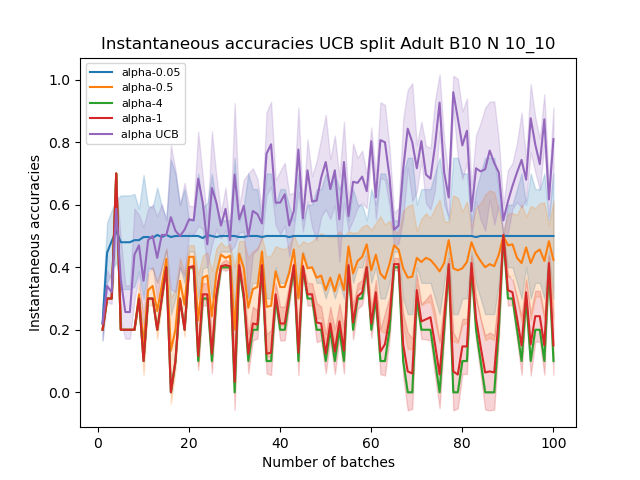 Instantaneous accuracies UCB split Adult B10 N 10_10
alpha-0.05
alpha-0.5
alpha-4
alpha-1
alpha UCB
Instantaneous accuracies
1.0
0.8
0.6
0.4
0.2
0.0
0 20 40 60 80 100
Number of batches